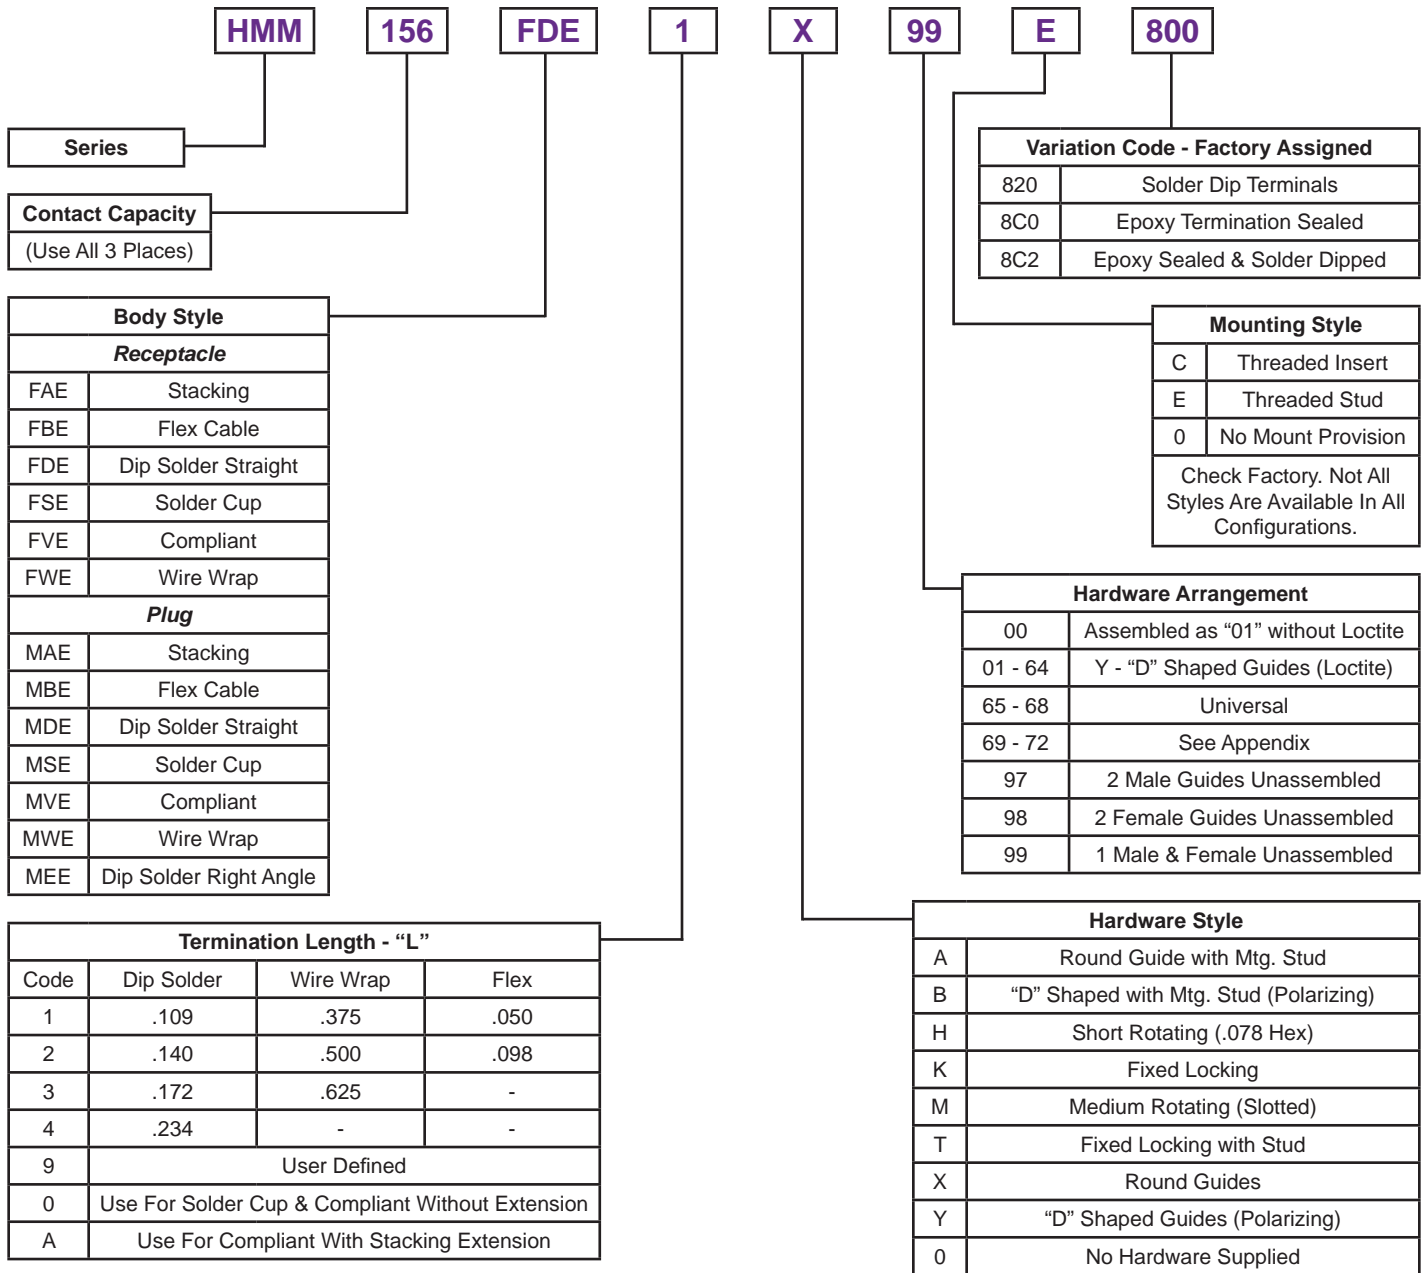 HMM 156 FDE 1 X 99 E 800
Series
Contact Capacity
(Use All 3 Places)
Body Style
Receptacle
FAE Stacking
FBE Flex Cable
FDE Dip Solder Straight
FSE Solder Cup
FVE Compliant
FWE Wire Wrap
Plug
MAE Stacking
MBE Flex Cable
MDE Dip Solder Straight
MSE Solder Cup
MVE Compliant
MWE Wire Wrap
MEE Dip Solder Right Angle
Termination Length - “L”
Code Dip Solder Wire Wrap Flex
1 .109 .375 .050
2 .140 .500 .098
3 .172 .625 -
4 .234 - -
9 User Defined
0 Use For Solder Cup & Compliant Without Extension
A Use For Compliant With Stacking Extension
Variation Code - Factory Assigned
820 Solder Dip Terminals
8C0 Epoxy Termination Sealed
8C2 Epoxy Sealed & Solder Dipped
Mounting Style
C Threaded Insert
E Threaded Stud
0 No Mount Provision
Check Factory. Not All
Styles Are Available In All
Configurations.
Hardware Arrangement
00 Assembled as “01” without Loctite
01 - 64 Y - “D” Shaped Guides (Loctite)
65 - 68 Universal
69 - 72 See Appendix
97 2 Male Guides Unassembled
98 2 Female Guides Unassembled
99 1 Male & Female Unassembled
Hardware Style
A Round Guide with Mtg. Stud
B “D” Shaped with Mtg. Stud (Polarizing)
H Short Rotating (.078 Hex)
K Fixed Locking
M Medium Rotating (Slotted)
T Fixed Locking with Stud
X Round Guides
Y “D” Shaped Guides (Polarizing)
0 No Hardware Supplied